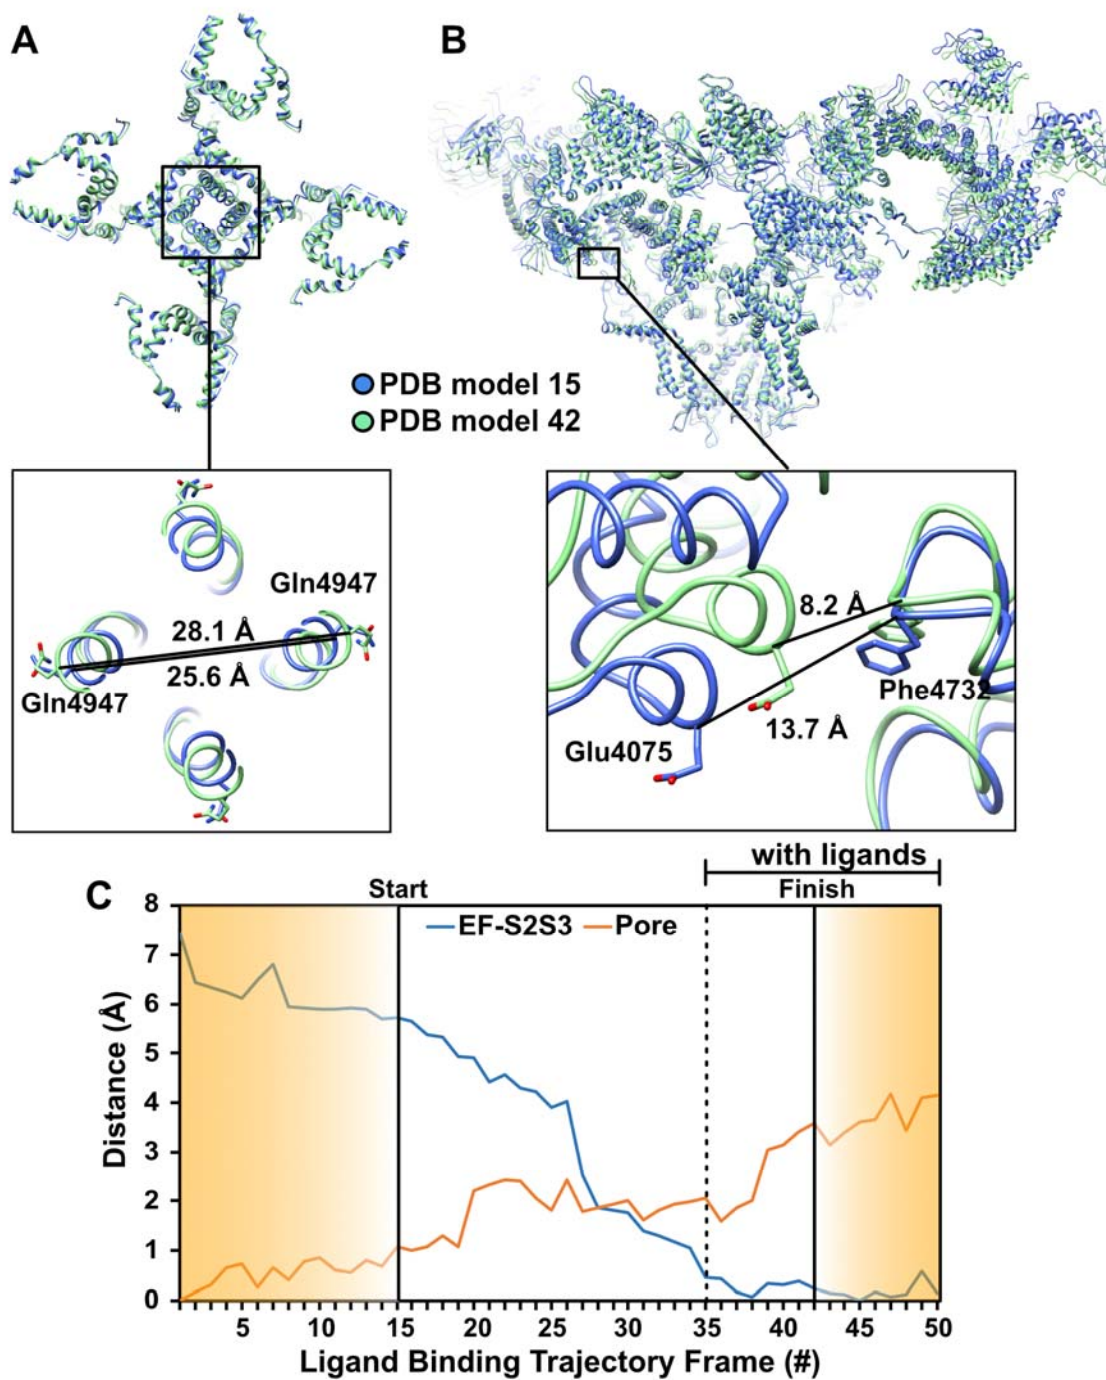 A
B
PDB model 15
PDB model 42
Gln4947
28.1 Å
25.6 Å
Gln4947
8.2 Å
Phe4732
13.7 Å
Glu4075
with ligands
C
Start
Finish
EF-S2S3
Pore
8
7
6
5
4
3
2
1
0
Distance (Å)
5 10 15 20 25 30 35 40 45 50
Ligand Binding Trajectory Frame (#)